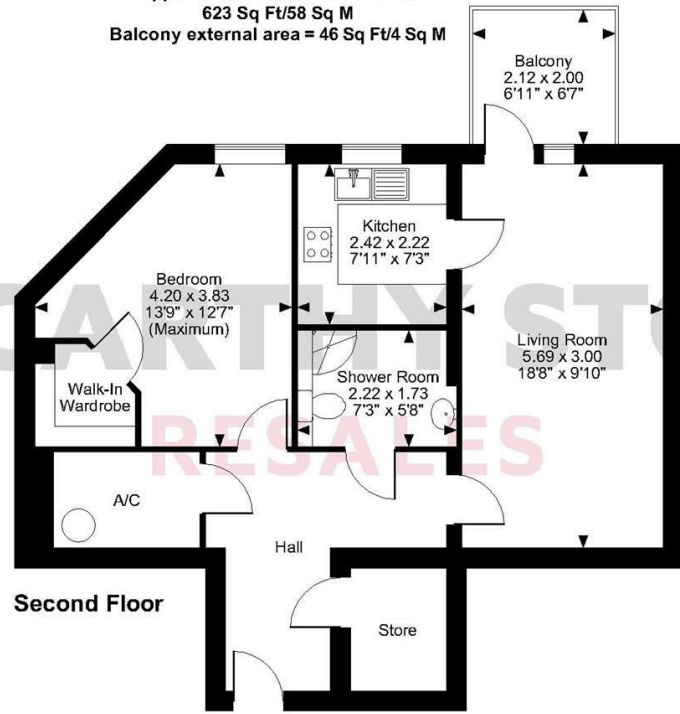 623 Sq Ft/58 Sq M
Balcony external area = 46 Sq Ft/4 Sq M
Balcony
2.12 x 2.00
6'11" x 6'7"
Kitchen
2.42 x 2.22
7'11" x 7'3"
Bedroom
4.20 x 3.83
13'9" x 12'7"
(Maximum)
Living Room
5.69 x 3.00
18'8" x 9'10"
Shower Room
2.22 x 1.73
7'3" x 5'8"
Walk-In
Wardrobe
RESALES
A/C
Hall
Second Floor
Store